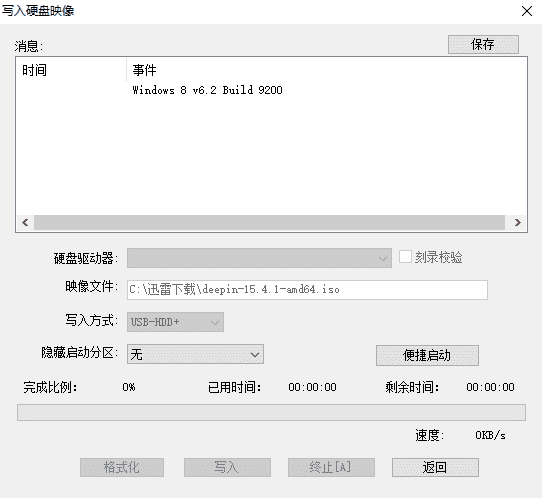 写入硬盘映像
消息:
保存
时间 事件
Windows 8 v6.2 Build 9200
硬盘驱动器:
刻录校验
映像文件: C:\迅雷下载\deepin-15.4.1-amd64.iso
写入方式: USB-HDD+
隐藏启动分区: 无
便捷启动
完成比例: 0% 已用时间: 00:00:00 剩余时间: 00:00:00
速度: 0KB/s
格式化 写入 终止[A] 返回